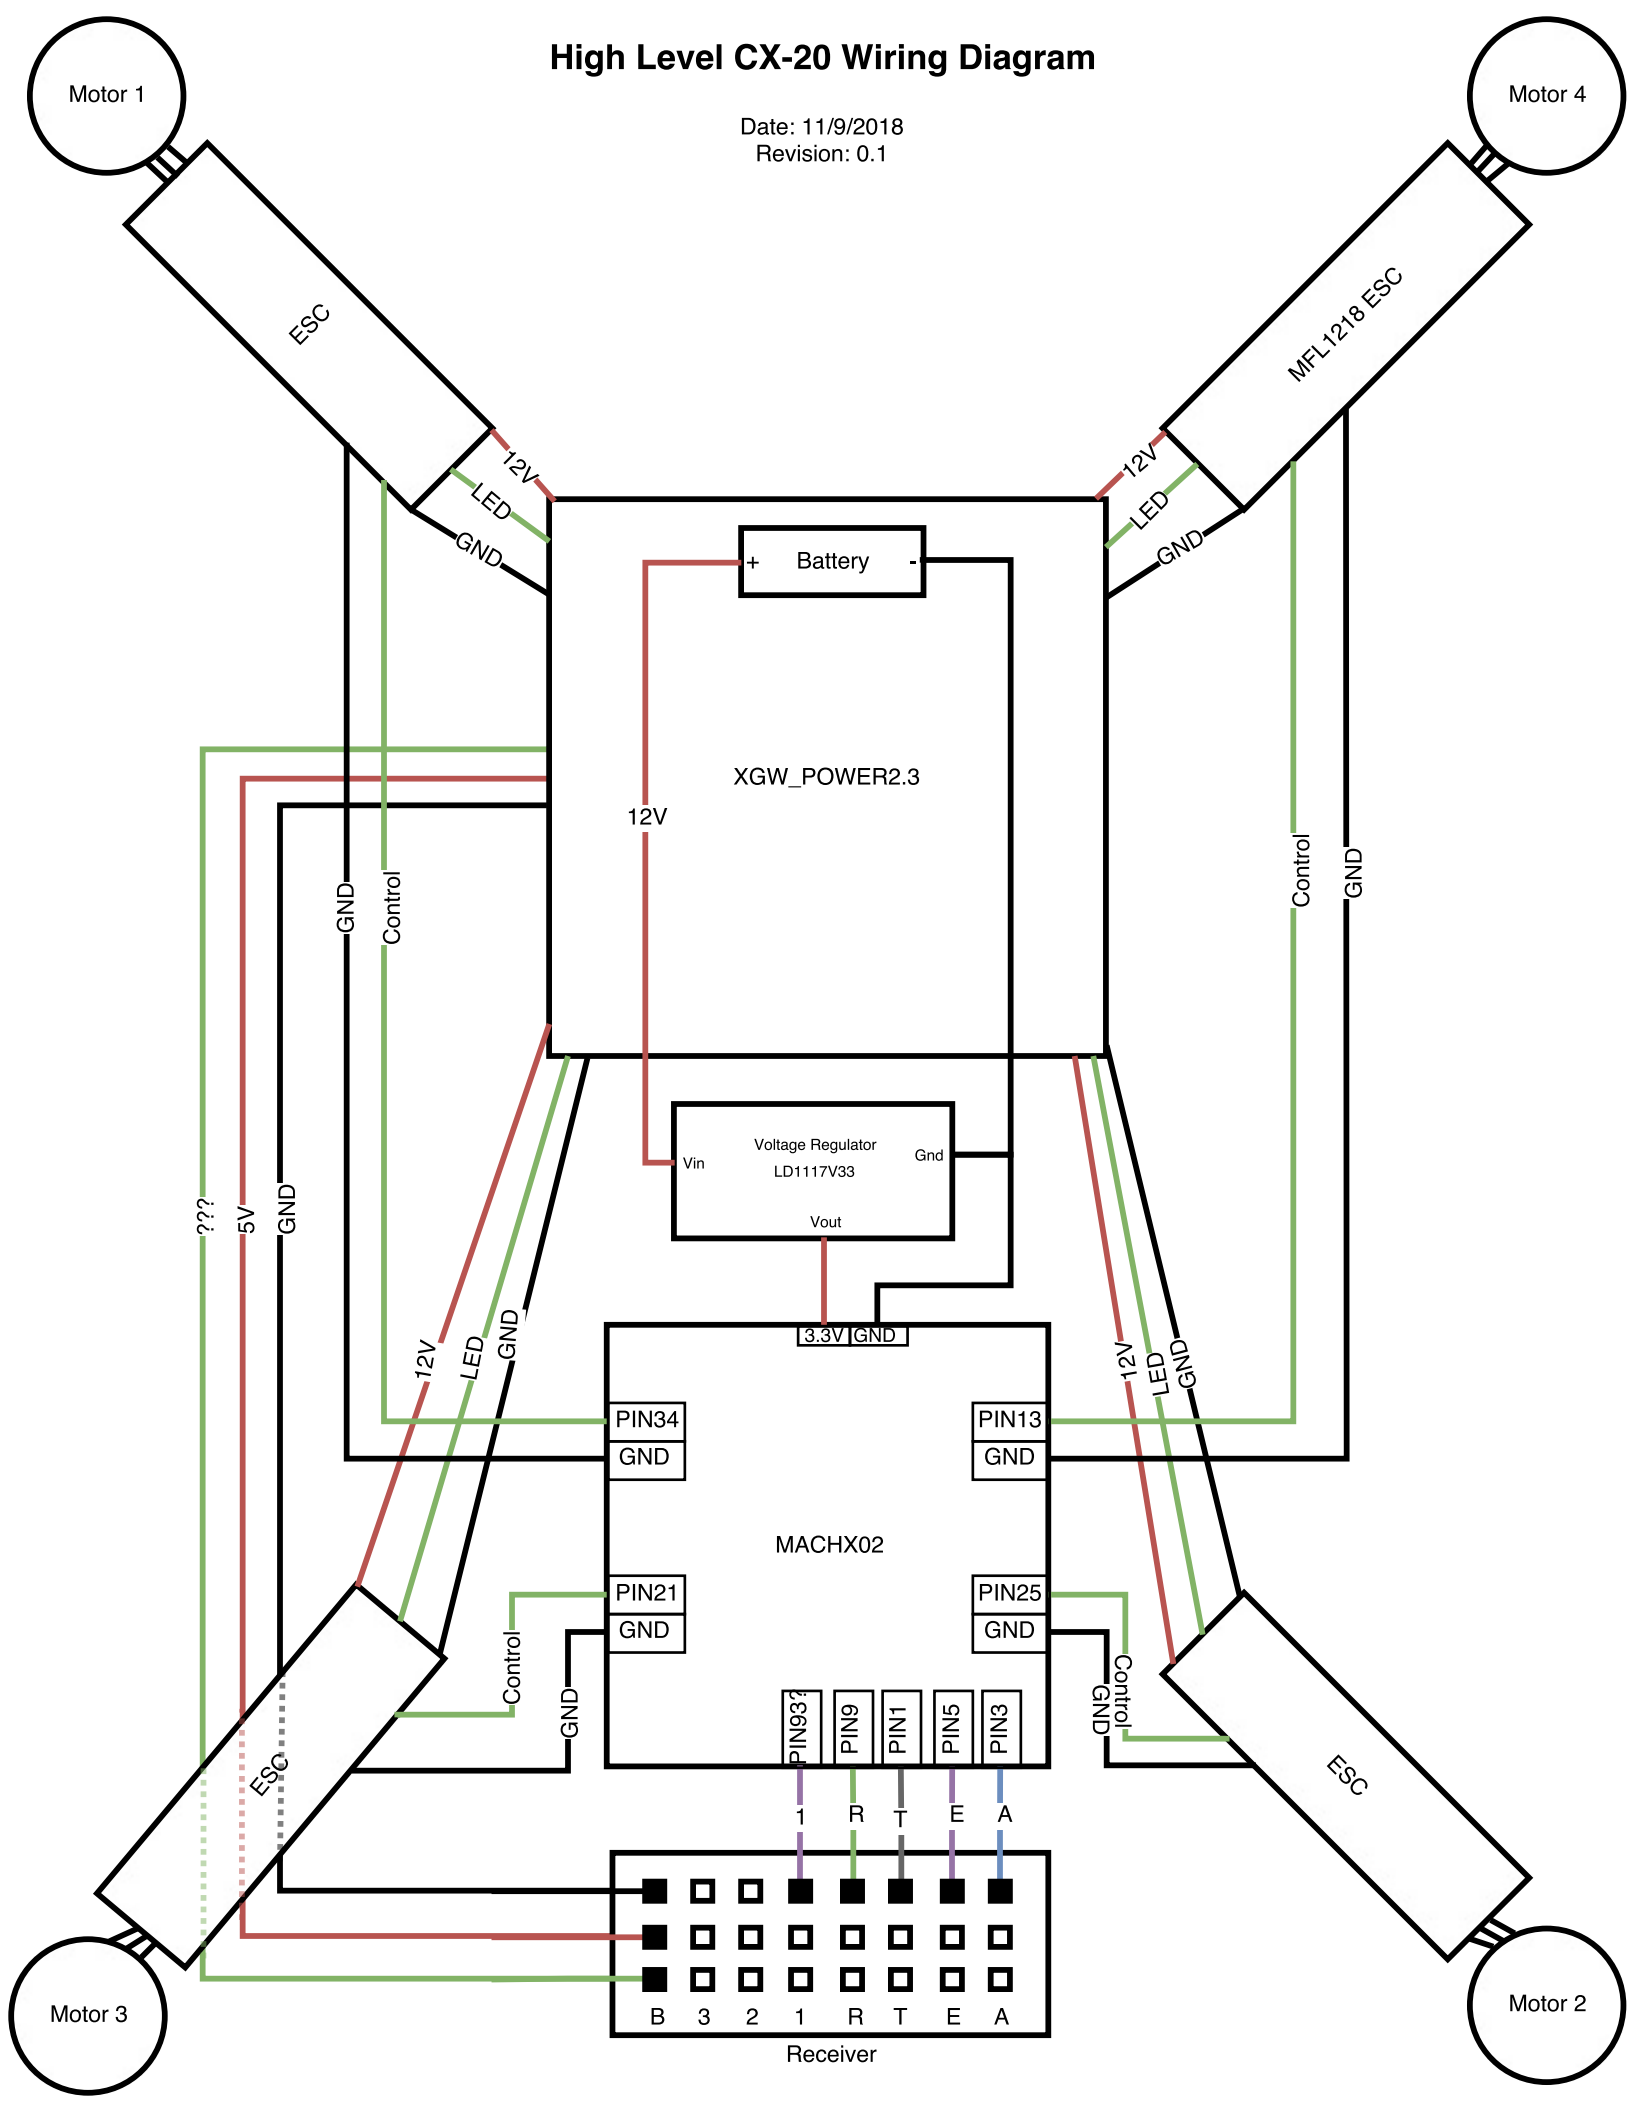 High Level CX-20 Wiring Diagram
Date: 11/9/2018
Revision: 0.1
Motor 1
Motor 4
ESC
MFL1218 ESC
12V
LED
GND
12V
LED
GND
+ Battery -
XGW_POWER2.3
12V
GND
Control
Control
GND
Voltage Regulator
LD1117V33
Vin
Gnd
Vout
???
5V
GND
12V
LED
GND
12V
LED
GND
3.3V GND
PIN34
GND
PIN13
GND
MACHX02
PIN21
GND
PIN25
GND
Control
GND
Control
GND
PIN93?
PIN9
PIN1
PIN5
PIN3
ESC
ESC
1 R T E A
B 3 2 1 R T E A
Receiver
Motor 3
Motor 2